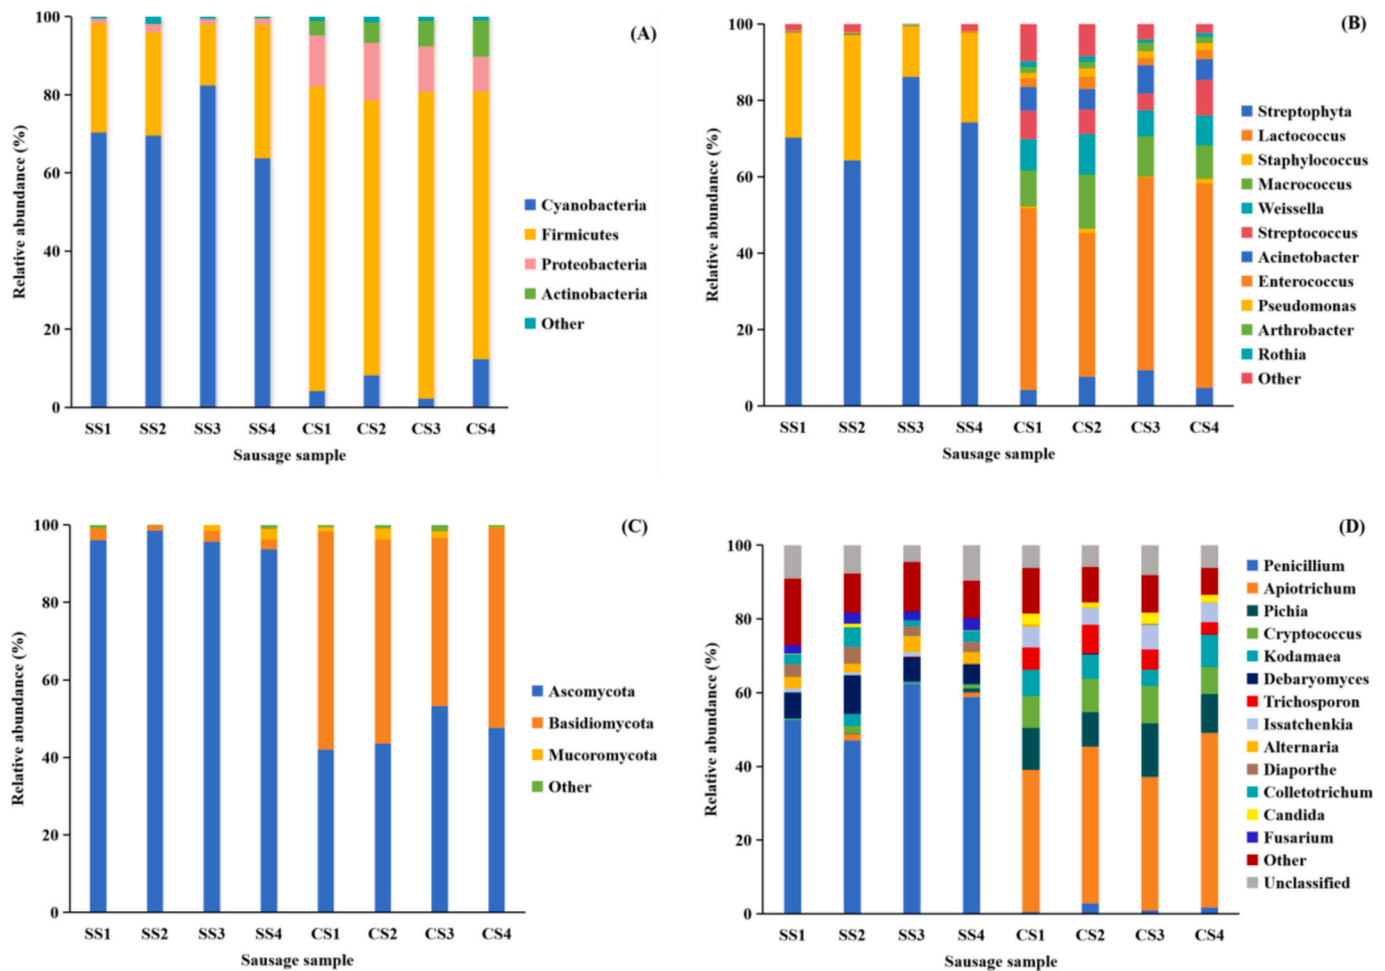 (A)
Relative abundance (%)
100
80
60
40
20
0
SS1 SS2 SS3 SS4 CS1 CS2 CS3 CS4
Sausage sample
Cyanobacteria
Firmicutes
Proteobacteria
Actinobacteria
Other
(B)
Relative abundance (%)
100
80
60
40
20
0
SS1 SS2 SS3 SS4 CS1 CS2 CS3 CS4
Sausage sample
Streptophyta
Lactococcus
Staphylococcus
Macrococcus
Weissella
Streptococcus
Acinetobacter
Enterococcus
Pseudomonas
Arthrobacter
Rothia
Other
(C)
Relative abundance (%)
100
80
60
40
20
0
SS1 SS2 SS3 SS4 CS1 CS2 CS3 CS4
Sausage sample
Ascomycota
Basidiomycota
Mucoromycota
Other
(D)
Relative abundance (%)
100
80
60
40
20
0
SS1 SS2 SS3 SS4 CS1 CS2 CS3 CS4
Sausage sample
Penicillium
Apiotrichum
Pichia
Cryptococcus
Kodamaea
Debaryomyces
Trichosporon
Issatchenkia
Alternaria
Diaporthe
Colletotrichum
Candida
Fusarium
Other
Unclassified